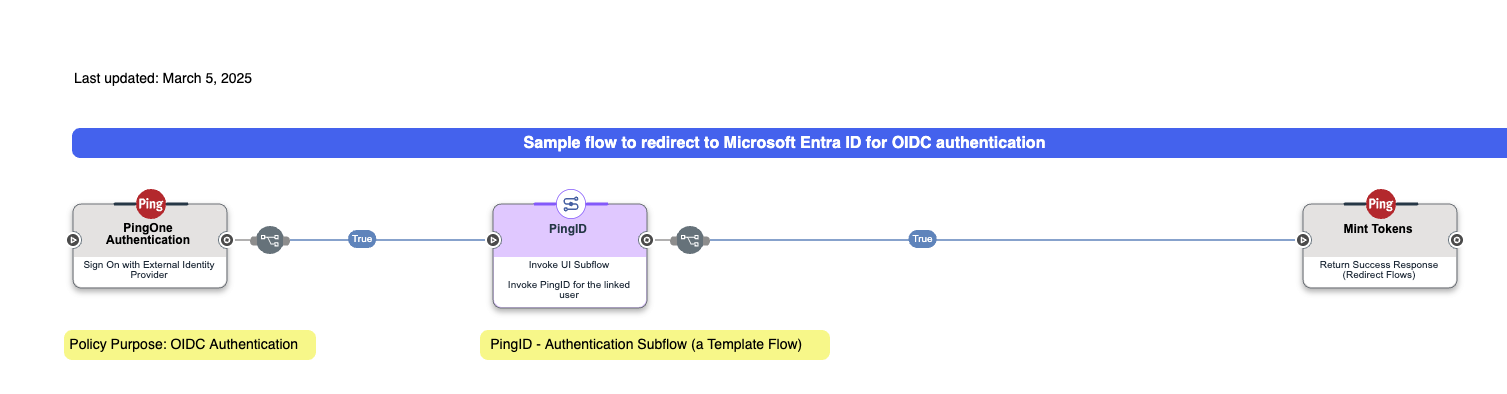 Last updated: March 5, 2025
Sample flow to redirect to Microsoft Entra ID for OIDC authentication
Ping
PingOne
Authentication
Sign On with External Identity
Provider
True
PingID
Invoke UI Subflow
Invoke PingID for the linked
user
True
Ping
Mint Tokens
Return Success Response
(Redirect Flows)
Policy Purpose: OIDC Authentication
PingID - Authentication Subflow (a Template Flow)